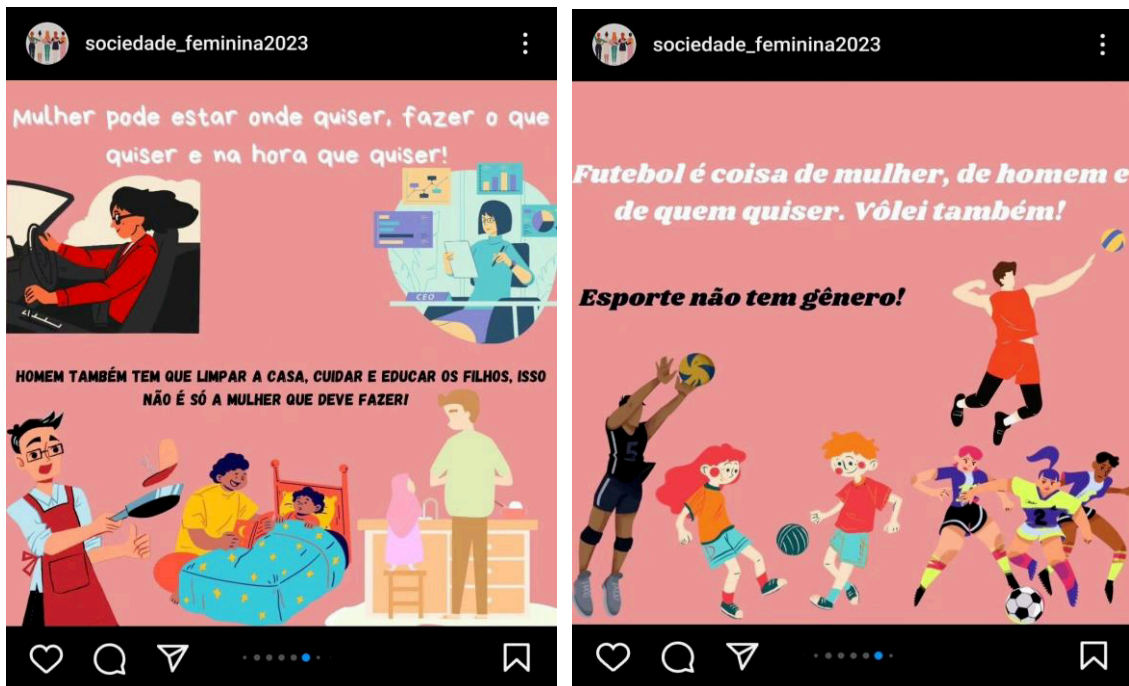 sociedade_feminina2023
Mulher pode estar onde quiser, fazer o que
quiser e na hora que quiser!
CEO
HOMEM TAMBÉM TEM QUE LIMPAR A CASA, CUIDAR E EDUCAR OS FILHOS, ISSO
NÃO É SÓ A MULHER QUE DEVE FAZER!
sociedade_feminina2023
Futebol é coisa de mulher, de homem e
de quem quiser. Vôlei também!
Esporte não tem gênero!
5
2